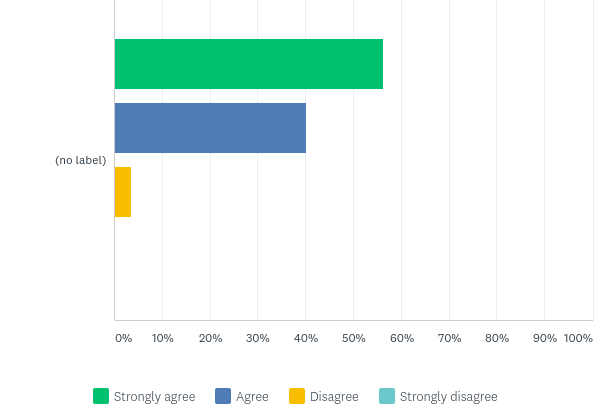 (no label)
0% 10% 20% 30% 40% 50% 60% 70% 80% 90% 100%
Strongly agree Agree Disagree Strongly disagree